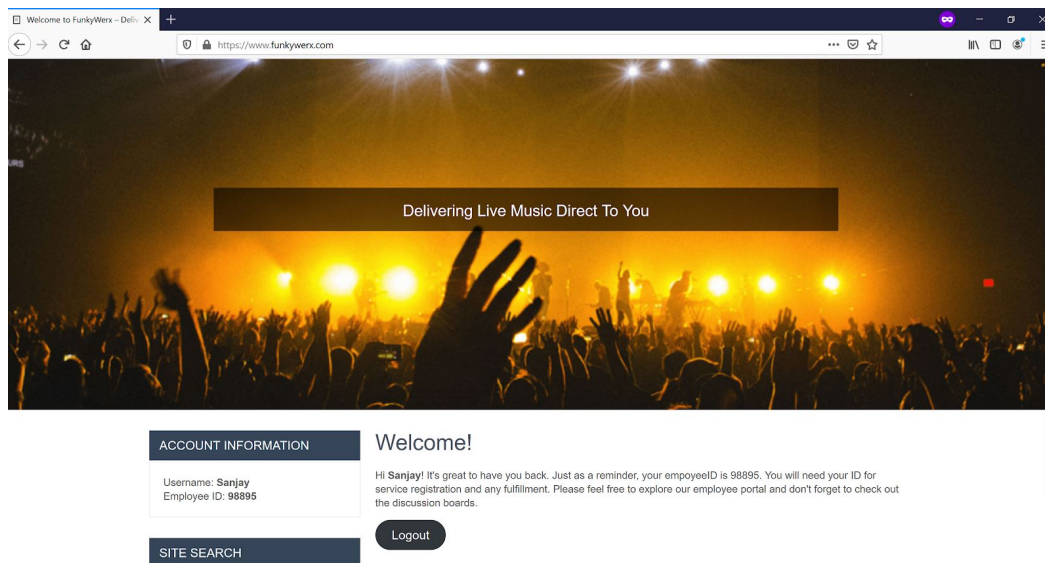 Welcome to FunkyWerx – Deliv
https://www.funkywerx.com
URS
Delivering Live Music Direct To You
ACCOUNT INFORMATION
Username: Sanjay
Employee ID: 98895
SITE SEARCH
Welcome!
Hi Sanjay! It's great to have you back. Just as a reminder, your empoyeeID is 98895. You will need your ID for
service registration and any fulfillment. Please feel free to explore our employee portal and don't forget to check out
the discussion boards.
Logout